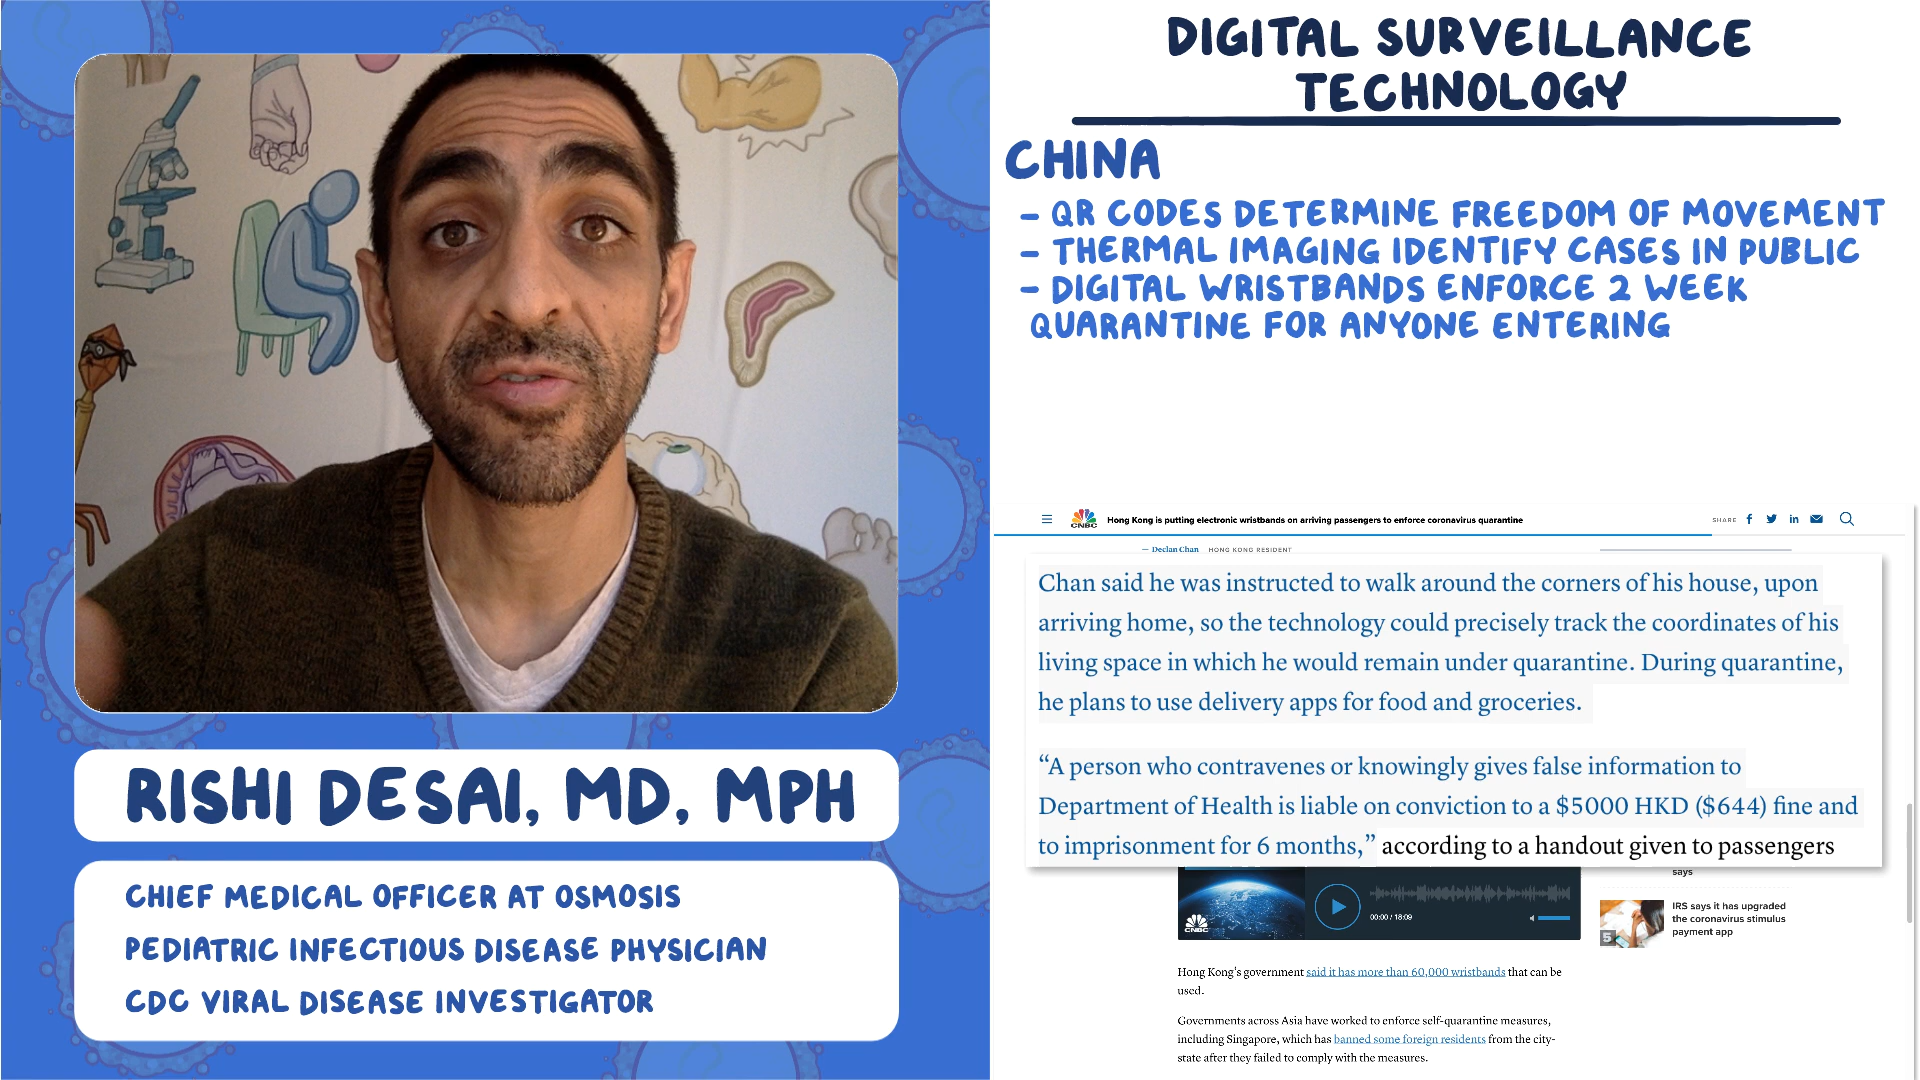 DIGITAL SURVEILLANCE
TECHNOLOGY
CHINA
- QR CODES DETERMINE FREEDOM OF MOVEMENT
- THERMAL IMAGING IDENTIFY CASES IN PUBLIC
- DIGITAL WRISTBANDS ENFORCE 2 WEEK
QUARANTINE FOR ANYONE ENTERING
RISHI DESAI, MD, MPH
CHIEF MEDICAL OFFICER AT OSMOSIS
PEDIATRIC INFECTIOUS DISEASE PHYSICIAN
CDC VIRAL DISEASE INVESTIGATOR
CNBC Hong Kong is putting electronic wristbands on arriving passengers to enforce coronavirus quarantine SHARE
— Declan Chan HONG KONG RESIDENT
Chan said he was instructed to walk around the corners of his house, upon
arriving home, so the technology could precisely track the coordinates of his
living space in which he would remain under quarantine. During quarantine,
he plans to use delivery apps for food and groceries.
“A person who contravenes or knowingly gives false information to
Department of Health is liable on conviction to a $5000 HKD ($644) fine and
to imprisonment for 6 months,” according to a handout given to passengers
says
CNBC
00:00 / 18:09
5
IRS says it has upgraded
the coronavirus stimulus
payment app
Hong Kong's government said it has more than 60,000 wristbands that can be
used.
Governments across Asia have worked to enforce self-quarantine measures,
including Singapore, which has banned some foreign residents from the city-
state after they failed to comply with the measures.